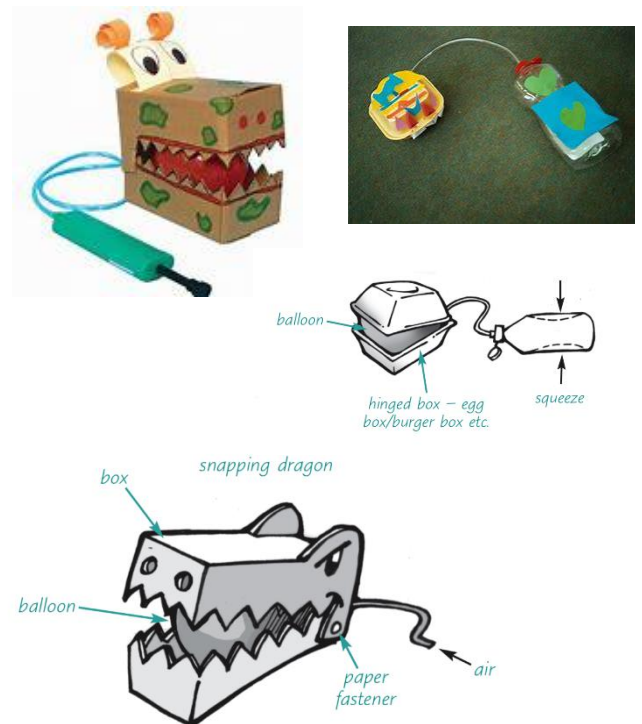 balloon
hinged box – egg
box/burger box etc.
squeeze
snapping dragon
box
balloon
paper
fastener
air